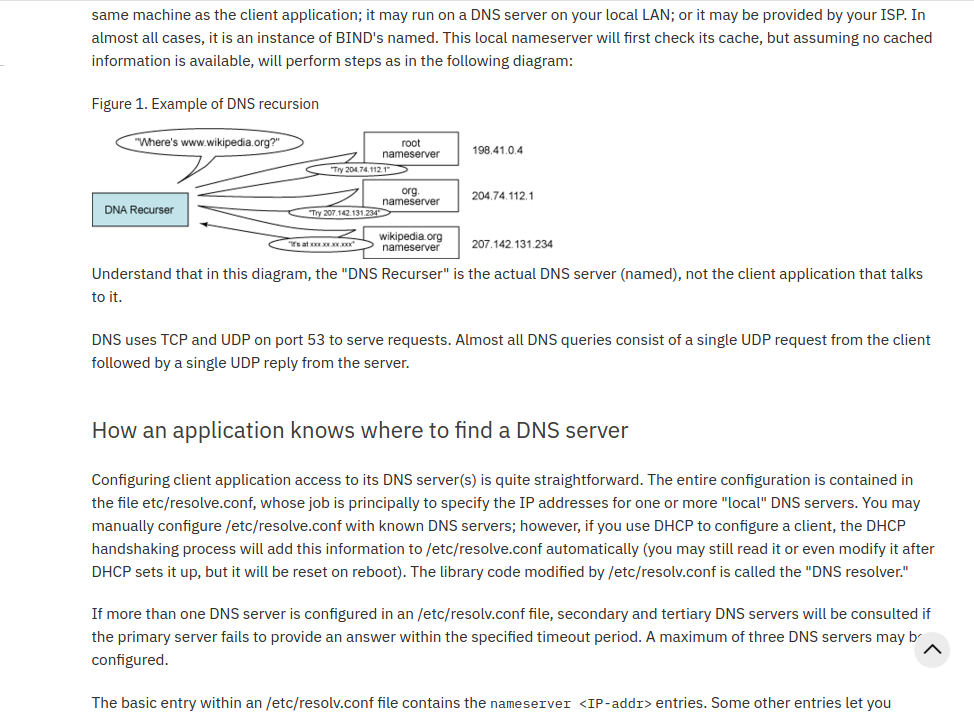 same machine as the client application; it may run on a DNS server on your local LAN; or it may be provided by your ISP. In
almost all cases, it is an instance of BIND's named. This local nameserver will first check its cache, but assuming no cached
information is available, will perform steps as in the following diagram:
Figure 1. Example of DNS recursion
"Where's www.wikipedia.org?"
root
nameserver
198.41.0.4
"Try 204.74.112.1"
org.
nameserver
204.74.112.1
DNA Recurser
"Try 207.142.131.234"
wikipedia.org
nameserver
207.142.131.234
"It's at xxx.xx.xx.xxx"
Understand that in this diagram, the "DNS Recurser" is the actual DNS server (named), not the client application that talks
to it.
DNS uses TCP and UDP on port 53 to serve requests. Almost all DNS queries consist of a single UDP request from the client
followed by a single UDP reply from the server.
How an application knows where to find a DNS server
Configuring client application access to its DNS server(s) is quite straightforward. The entire configuration is contained in
the file etc/resolve.conf, whose job is principally to specify the IP addresses for one or more "local" DNS servers. You may
manually configure /etc/resolve.conf with known DNS servers; however, if you use DHCP to configure a client, the DHCP
handshaking process will add this information to /etc/resolve.conf automatically (you may still read it or even modify it after
DHCP sets it up, but it will be reset on reboot). The library code modified by /etc/resolv.conf is called the "DNS resolver."
If more than one DNS server is configured in an /etc/resolv.conf file, secondary and tertiary DNS servers will be consulted if
the primary server fails to provide an answer within the specified timeout period. A maximum of three DNS servers may be
configured.
The basic entry within an /etc/resolv.conf file contains the nameserver <IP-addr> entries. Some other entries let you